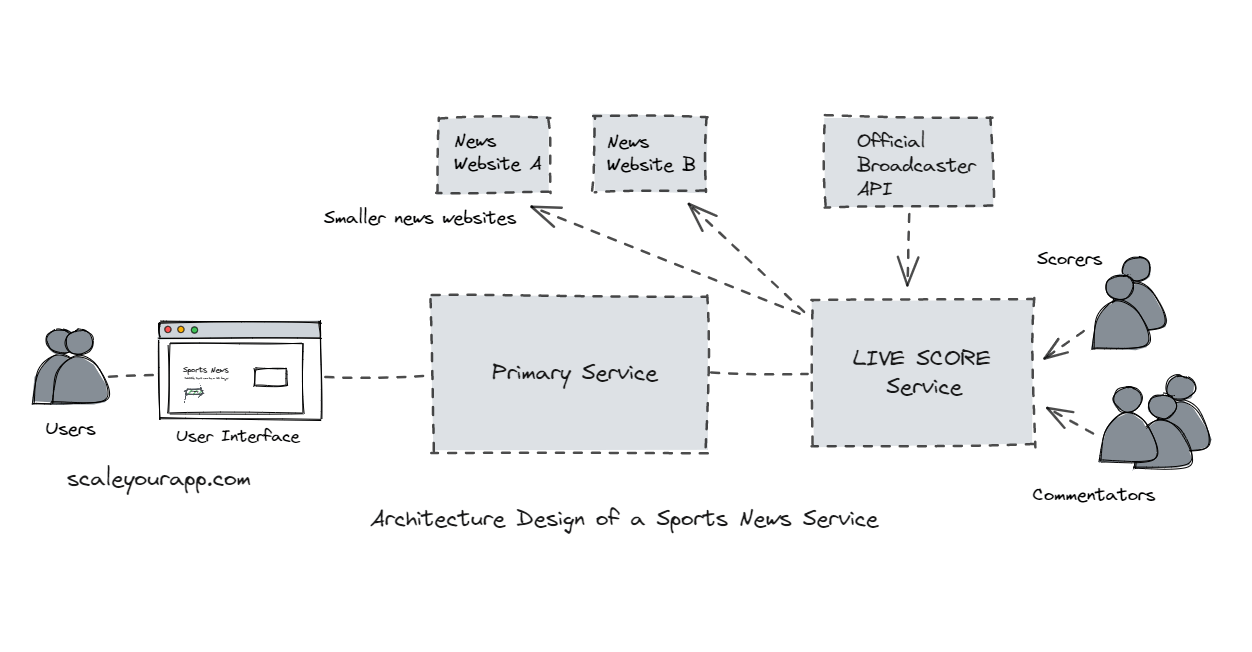 News
Website A
News
Website B
Official
Broadcaster
API
Smaller news websites
Scorers
Sports News
Primary Service
LIVE SCORE
Service
Users
User Interface
scaleyourapp.com
Commentators
Architecture Design of a Sports News Service